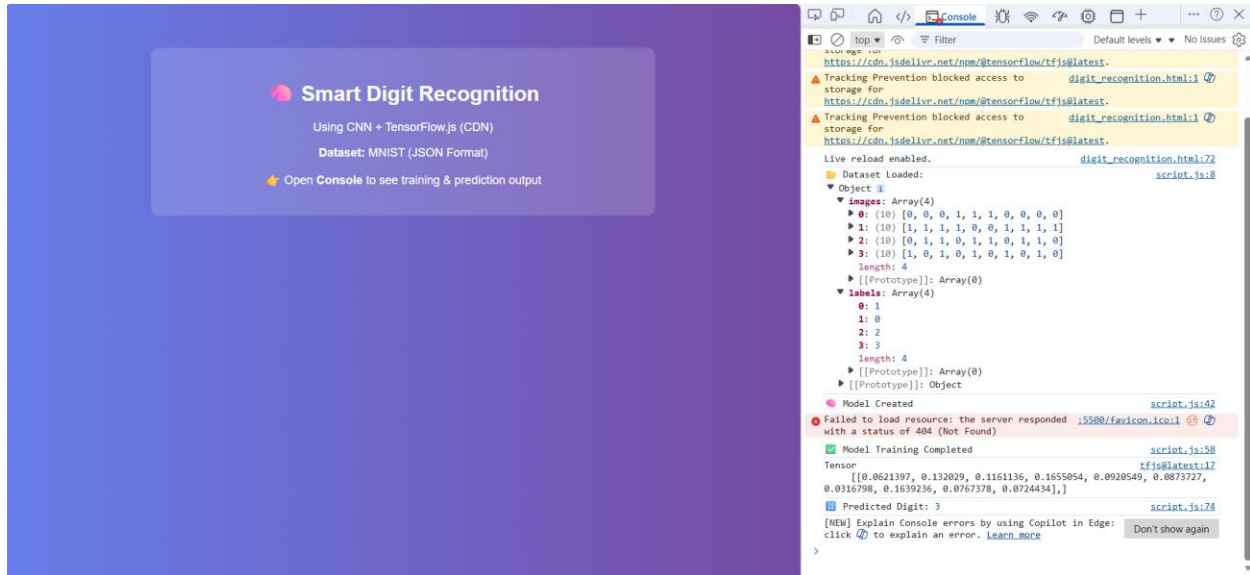 Smart Digit Recognition
Using CNN + TensorFlow.js (CDN)
Dataset: MNIST (JSON Format)
👉 Open Console to see training & prediction output
Console
top ▼ Filter Default levels ▼ ▼ No Issues
storage for
https://cdn.jsdelivr.net/npm/@tensorflow/tfjs@latest.
Tracking Prevention blocked access to digit_recognition.html:1
storage for
https://cdn.jsdelivr.net/npm/@tensorflow/tfjs@latest.
Tracking Prevention blocked access to digit_recognition.html:1
storage for
https://cdn.jsdelivr.net/npm/@tensorflow/tfjs@latest.
Live reload enabled. digit_recognition.html:72
Dataset Loaded: script.js:8
▼ Object i
▼ images: Array(4)
▶ 0: (10) [0, 0, 0, 1, 1, 1, 0, 0, 0, 0]
▶ 1: (10) [1, 1, 1, 1, 0, 0, 1, 1, 1, 1]
▶ 2: (10) [0, 1, 1, 0, 1, 1, 0, 1, 1, 0]
▶ 3: (10) [1, 0, 1, 0, 1, 0, 1, 0, 1, 0]
length: 4
▶ [[Prototype]]: Array(0)
▼ labels: Array(4)
0: 1
1: 0
2: 2
3: 3
length: 4
▶ [[Prototype]]: Array(0)
▶ [[Prototype]]: Object
Model Created script.js:42
Failed to load resource: the server responded :5500/favicon.ico:1
with a status of 404 (Not Found)
Model Training Completed script.js:58
Tensor tfjs@latest:17
[[0.0621397, 0.132029, 0.1161136, 0.1655054, 0.0920549, 0.0873727,
0.0316798, 0.1639236, 0.0767378, 0.0724434],]
Predicted Digit: 3 script.js:74
[NEW] Explain Console errors by using Copilot in Edge:
click to explain an error. Learn more
Don't show again